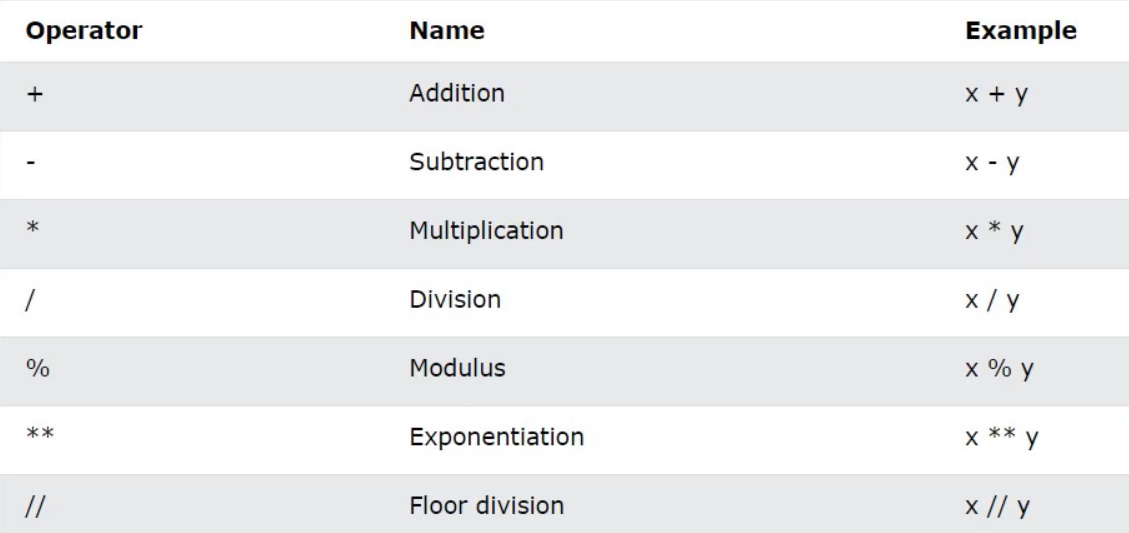 Operator Name Example
+ Addition x + y
- Subtraction x - y
* Multiplication x * y
/ Division x / y
% Modulus x % y
** Exponentiation x ** y
// Floor division x // y